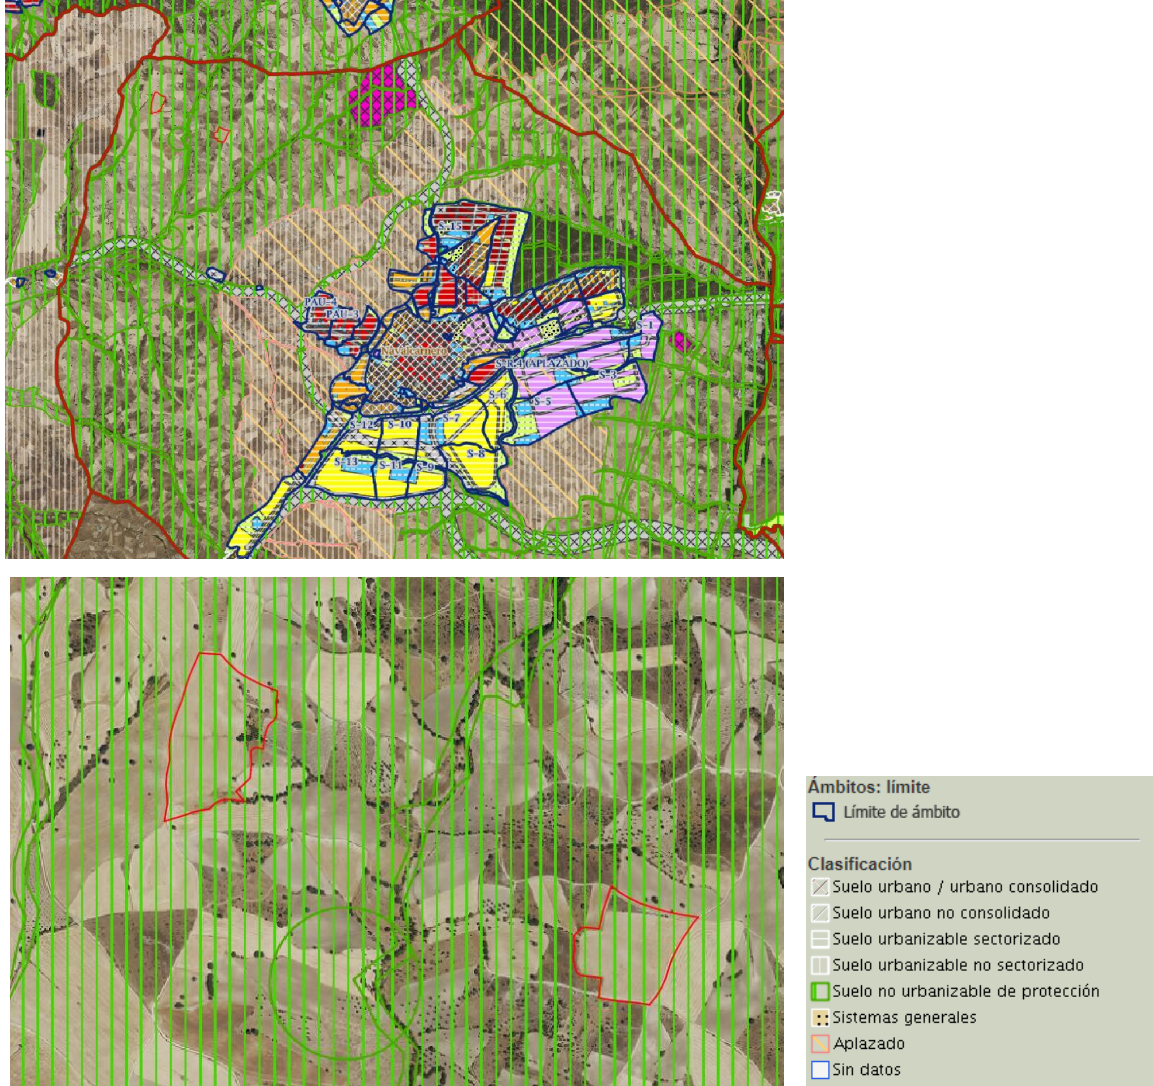 S-15
PAU-4
PAU-3
Navalcarnero
S-1
S-R.4 (APLAZADO)
S-3
S-6
S-5
S-12
S-10
S-7
S-8
S-13
S-11
S-9
Ámbitos: límite
Límite de ámbito
Clasificación
Suelo urbano / urbano consolidado
Suelo urbano no consolidado
Suelo urbanizable sectorizado
Suelo urbanizable no sectorizado
Suelo no urbanizable de protección
Sistemas generales
Aplazado
Sin datos